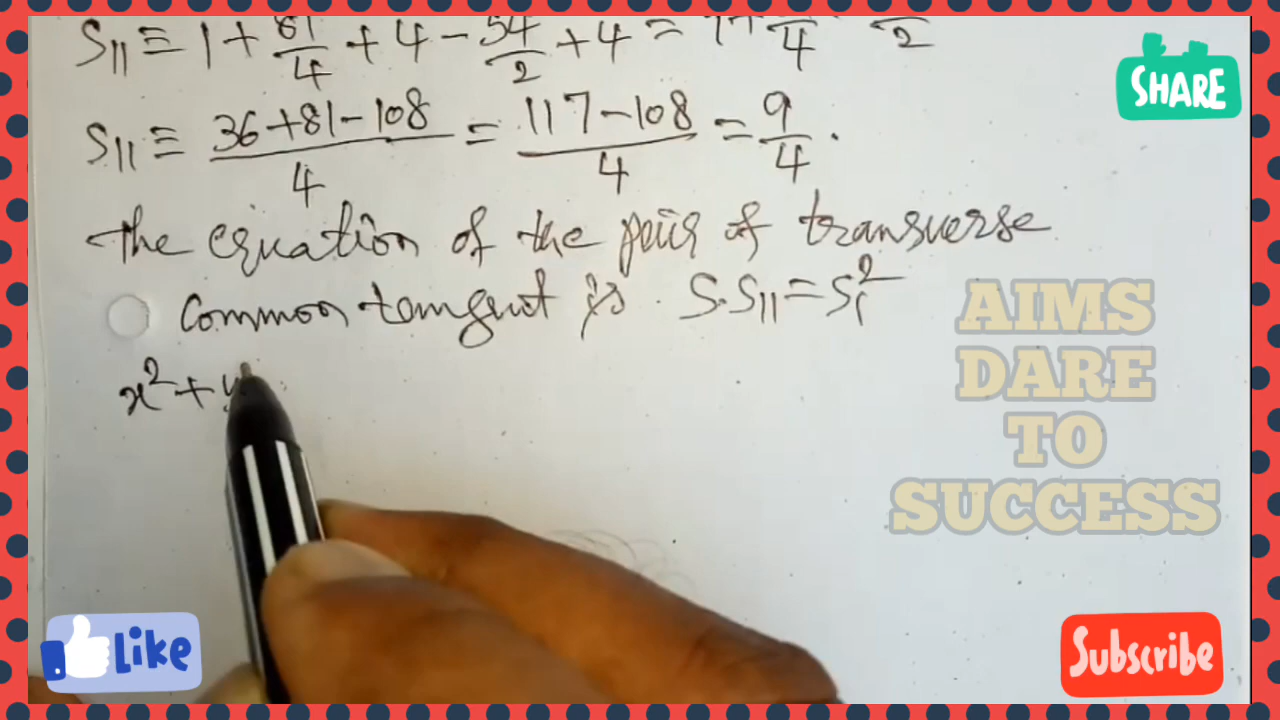 S₁₁ ≡ 1 + 81/4 + 4 - 54/2 + 4 =
S₁₁ ≡ (36+81-108)/4 = (117-108)/4 = 9/4 .
The equation of the pair of transverse
common tangent is S.S₁₁ = S₁²
x² + y
SHARE
AIMS
DARE
TO
SUCCESS
Like
Subscribe